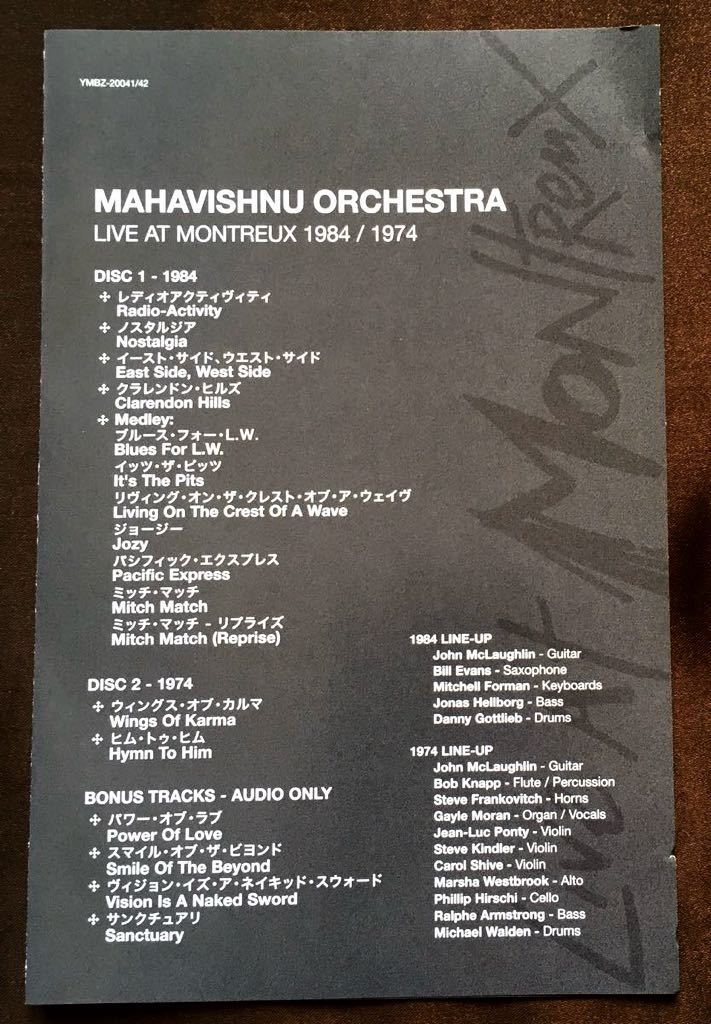 YMBZ-20041/42
MAHAVISHNU ORCHESTRA
LIVE AT MONTREUX 1984 / 1974
DISC 1 - 1984
✣ レディオアクティヴィティ
Radio-Activity
✣ ノスタルジア
Nostalgia
✣ イースト・サイド、ウエスト・サイド
East Side, West Side
✣ クラレンドン・ヒルズ
Clarendon Hills
✣ Medley:
ブルース・フォー・L.W.
Blues For L.W.
イッツ・ザ・ピッツ
It's The Pits
リヴィング・オン・ザ・クレスト・オブ・ア・ウェイヴ
Living On The Crest Of A Wave
ジョージー
Jozy
パシフィック・エクスプレス
Pacific Express
ミッチ・マッチ
Mitch Match
ミッチ・マッチ - リプライズ
Mitch Match (Reprise)
DISC 2 - 1974
✣ ウィングス・オブ・カルマ
Wings Of Karma
✣ ヒム・トゥ・ヒム
Hymn To Him
BONUS TRACKS - AUDIO ONLY
✣ パワー・オブ・ラブ
Power Of Love
✣ スマイル・オブ・ザ・ビヨンド
Smile Of The Beyond
✣ ヴィジョン・イズ・ア・ネイキッド・スウォード
Vision Is A Naked Sword
✣ サンクチュアリ
Sanctuary
1984 LINE-UP
John McLaughlin - Guitar
Bill Evans - Saxophone
Mitchell Forman - Keyboards
Jonas Hellborg - Bass
Danny Gottlieb - Drums
1974 LINE-UP
John McLaughlin - Guitar
Bob Knapp - Flute / Percussion
Steve Frankovitch - Horns
Gayle Moran - Organ / Vocals
Jean-Luc Ponty - Violin
Steve Kindler - Violin
Carol Shive - Violin
Marsha Westbrook - Alto
Phillip Hirschi - Cello
Ralphe Armstrong - Bass
Michael Walden - Drums
Live At Montreux